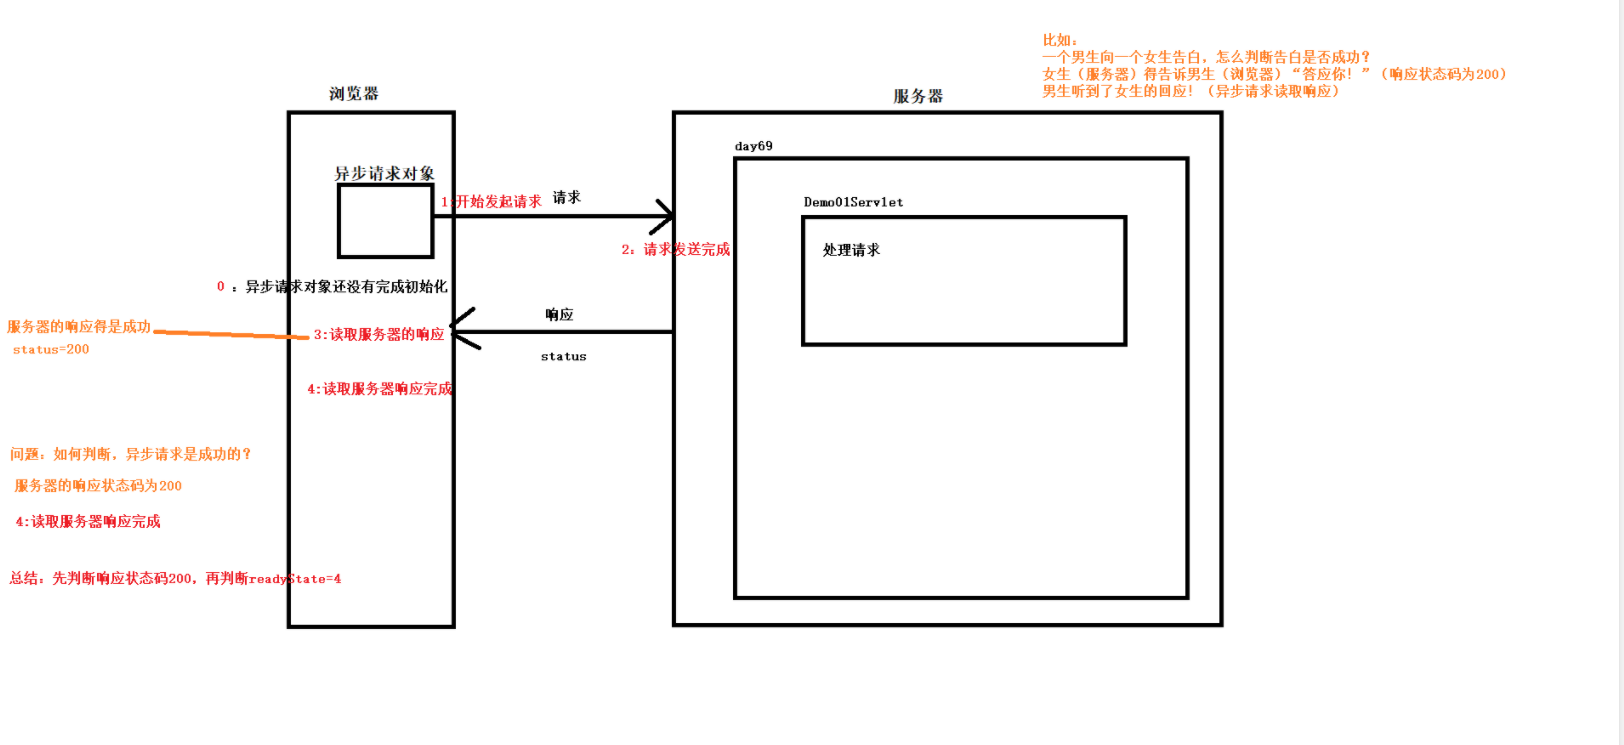 比如：
一个男生向一个女生告白，怎么判断告白是否成功？
女生（服务器）得告诉男生（浏览器）“答应你！”（响应状态码为200）
男生听到了女生的回应！（异步请求读取响应）
浏览器
服务器
day69
异步请求对象
1:开始发起请求 请求
Demo01Servlet
2：请求发送完成
处理请求
0 ：异步请求对象还没有完成初始化
响应
服务器的响应得是成功
3:读取服务器的响应
status=200
status
4:读取服务器响应完成
问题：如何判断，异步请求是成功的？
服务器的响应状态码为200
4:读取服务器响应完成
总结：先判断响应状态码200，再判断readyState=4